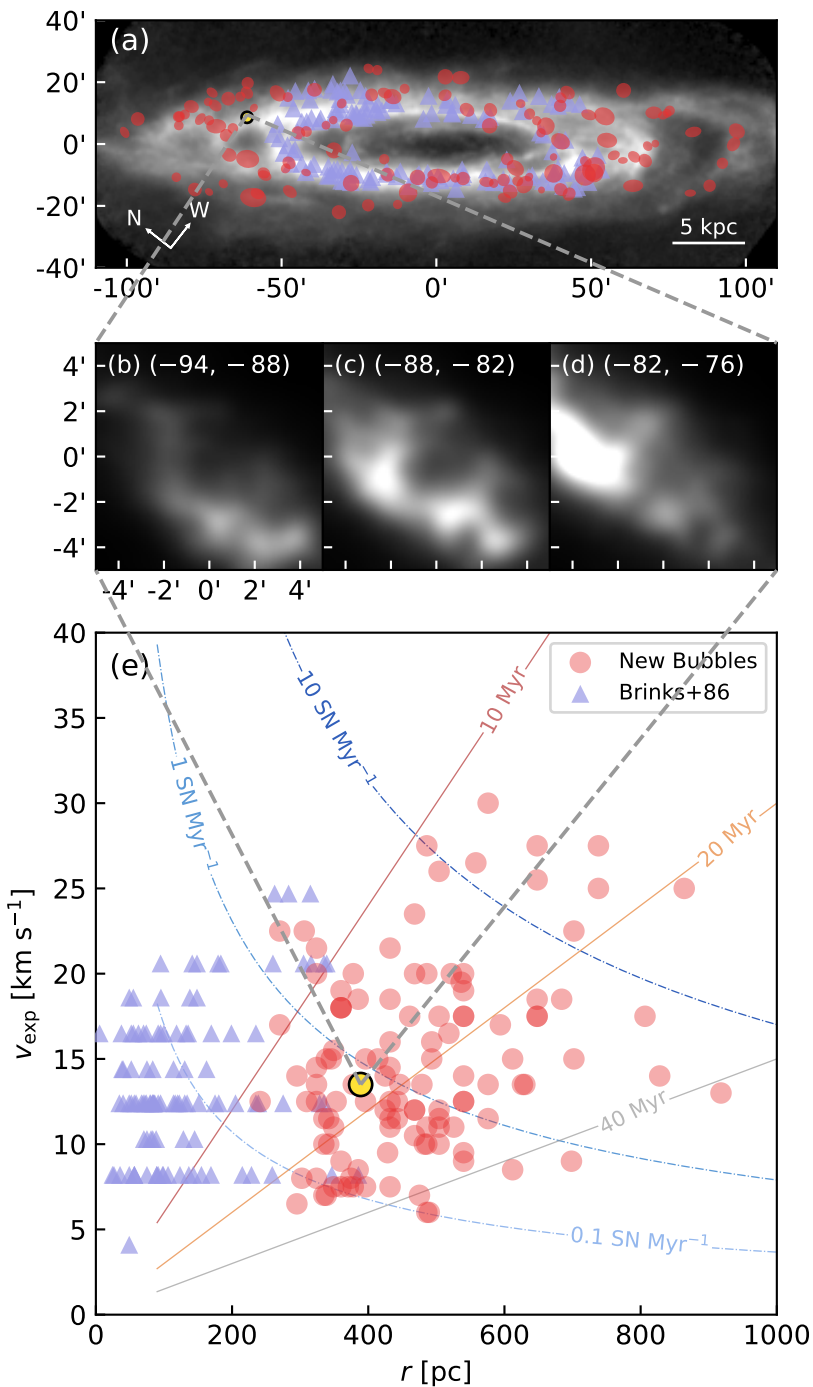 (a)
40'
20'
0'
-20'
-40'
N
W
5 kpc
-100'
-50'
0'
50'
100'
(b) (−94, −88)
(c) (−88, −82)
(d) (−82, −76)
4'
2'
0'
-2'
-4'
-4'
-2'
0'
2'
4'
(e)
New Bubbles
Brinks+86
10 SN Myr⁻¹
1 SN Myr⁻¹
0.1 SN Myr⁻¹
10 Myr
20 Myr
40 Myr
40
35
30
25
20
15
10
5
0
v_exp [km s⁻¹]
0
200
400
600
800
1000
r [pc]